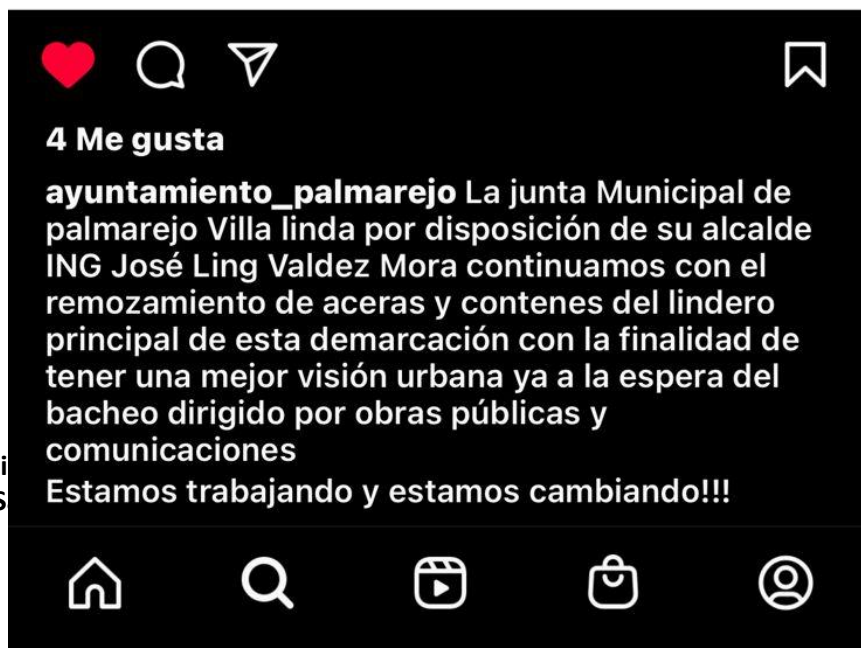 4 Me gusta
ayuntamiento_palmarejo La junta Municipal de
palmarejo Villa linda por disposición de su alcalde
ING José Ling Valdez Mora continuamos con el
remozamiento de aceras y contenes del lindero
principal de esta demarcación con la finalidad de
tener una mejor visión urbana ya a la espera del
bacheo dirigido por obras públicas y
comunicaciones
Estamos trabajando y estamos cambiando!!!